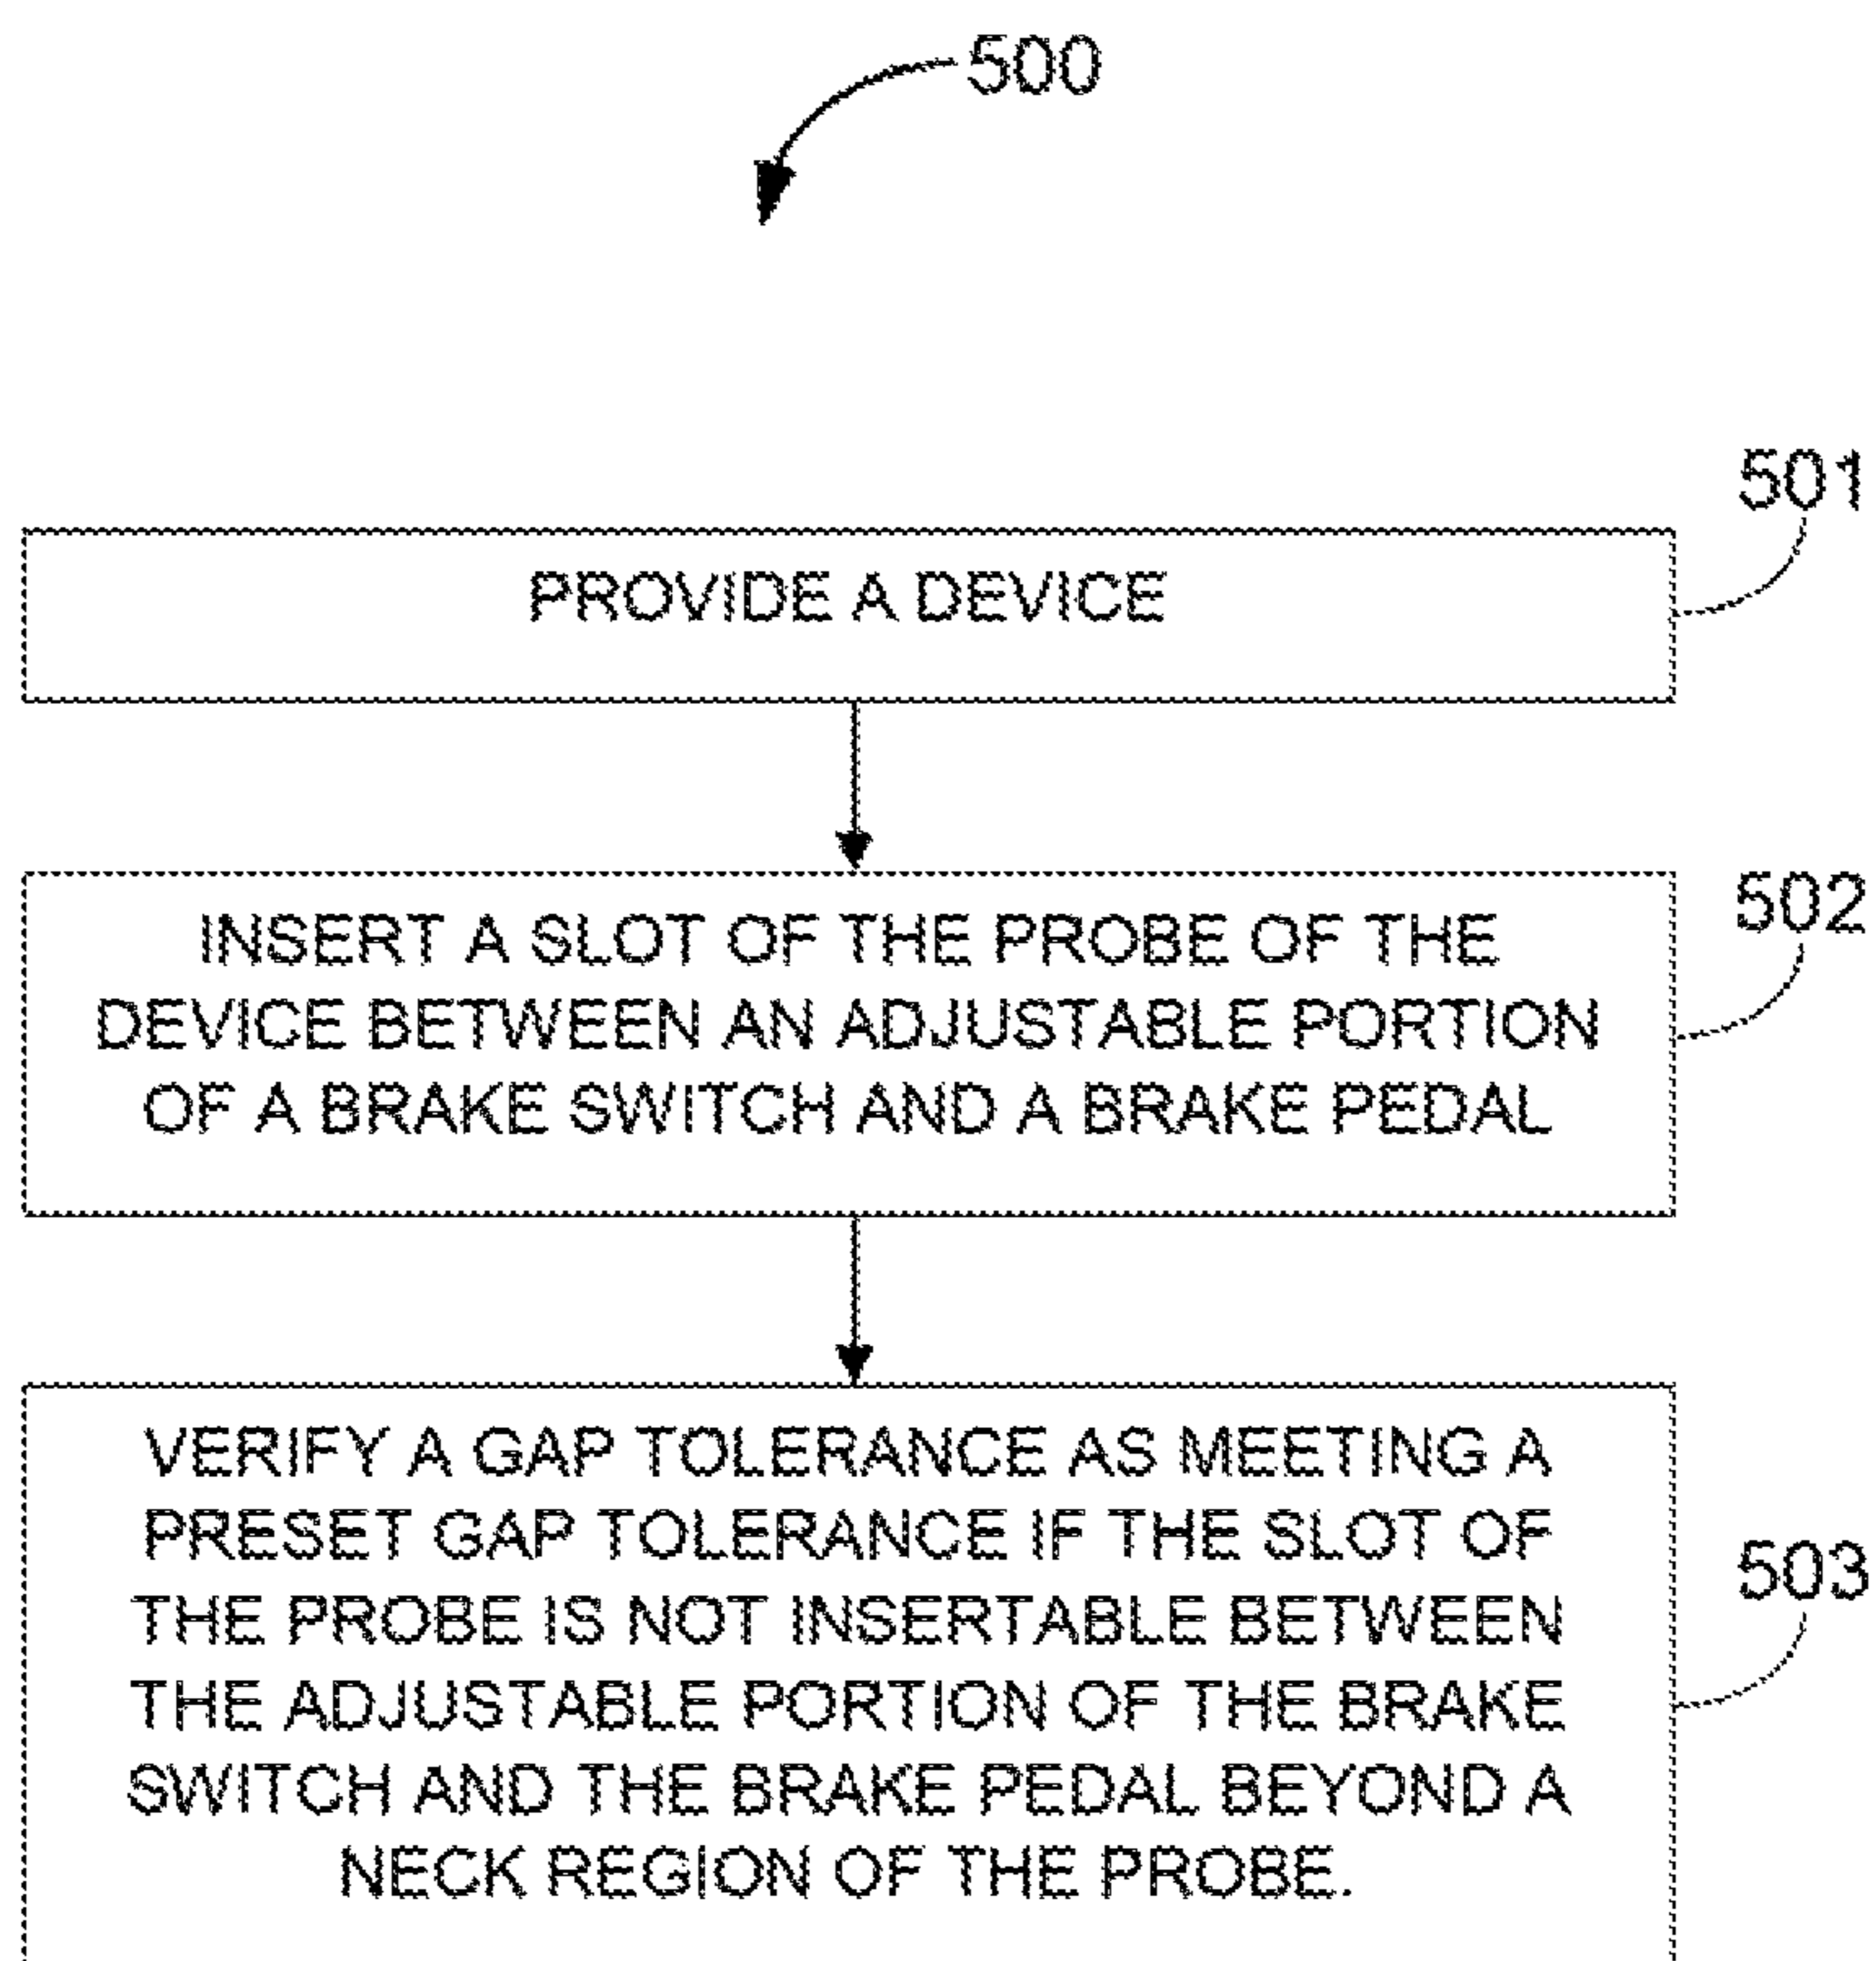 500
501
PROVIDE A DEVICE
502
INSERT A SLOT OF THE PROBE OF THE
DEVICE BETWEEN AN ADJUSTABLE PORTION
OF A BRAKE SWITCH AND A BRAKE PEDAL
VERIFY A GAP TOLERANCE AS MEETING A
PRESET GAP TOLERANCE IF THE SLOT OF
503
THE PROBE IS NOT INSERTABLE BETWEEN
THE ADJUSTABLE PORTION OF THE BRAKE
SWITCH AND THE BRAKE PEDAL BEYOND A
NECK REGION OF THE PROBE.